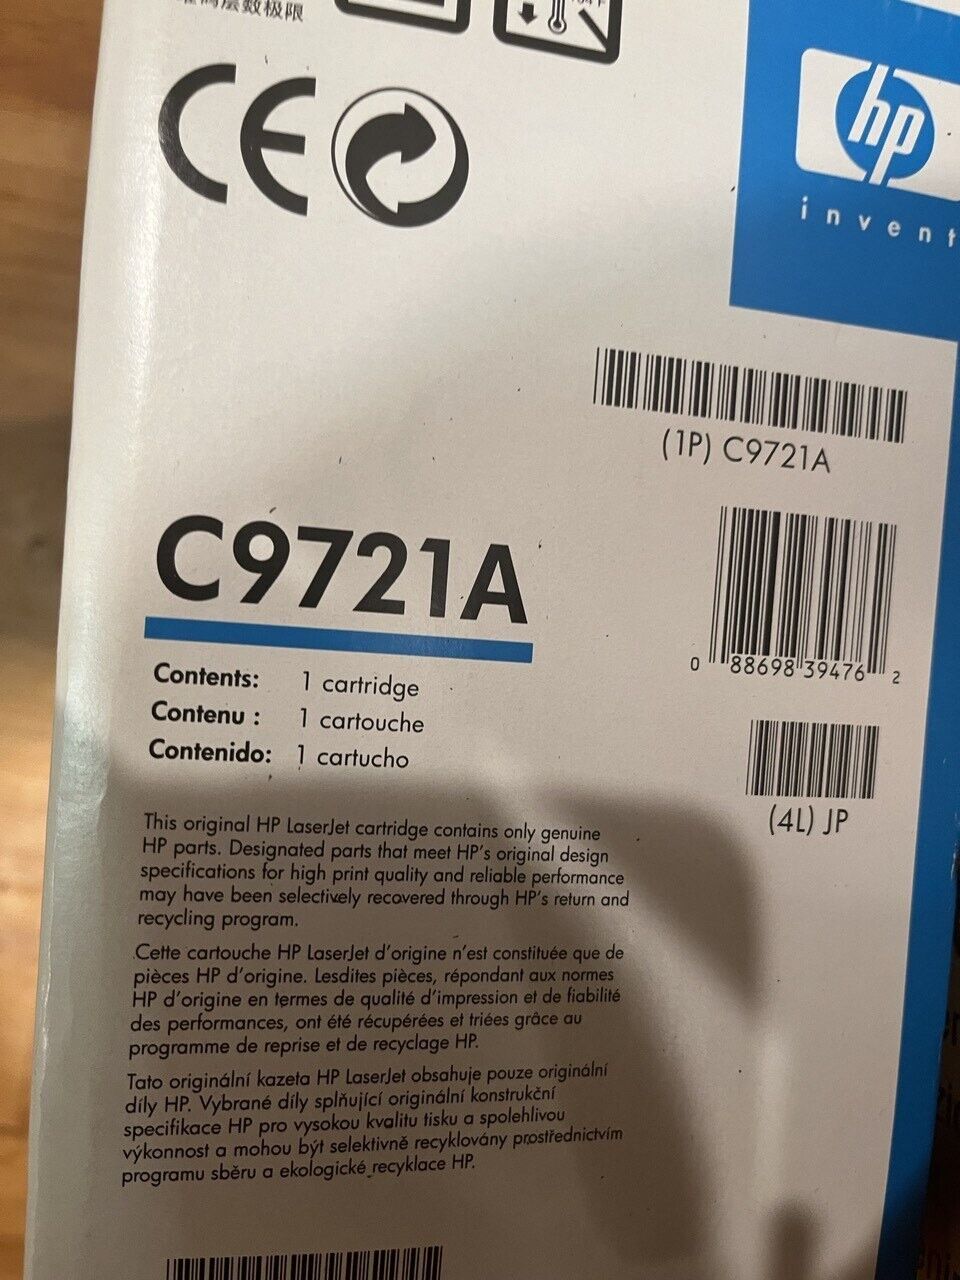 层数极限
CE
hp
invent
(1P) C9721A
C9721A
0 88698 39476 2
Contents: 1 cartridge
Contenu : 1 cartouche
Contenido: 1 cartucho
(4L) JP
This original HP LaserJet cartridge contains only genuine
HP parts. Designated parts that meet HP's original design
specifications for high print quality and reliable performance
may have been selectively recovered through HP's return and
recycling program.
Cette cartouche HP LaserJet d'origine n'est constituée que de
pièces HP d'origine. Lesdites pièces, répondant aux normes
HP d'origine en termes de qualité d'impression et de fiabilité
des performances, ont été récupérées et triées grâce au
programme de reprise et de recyclage HP.
Tato originální kazeta HP LaserJet obsahuje pouze originální
díly HP. Vybrané díly splňující originální konstrukční
specifikace HP pro vysokou kvalitu tisku a spolehlivou
výkonnost a mohou být selektivně recyklovány prostřednictvím
programu sběru a ekologické recyklace HP.